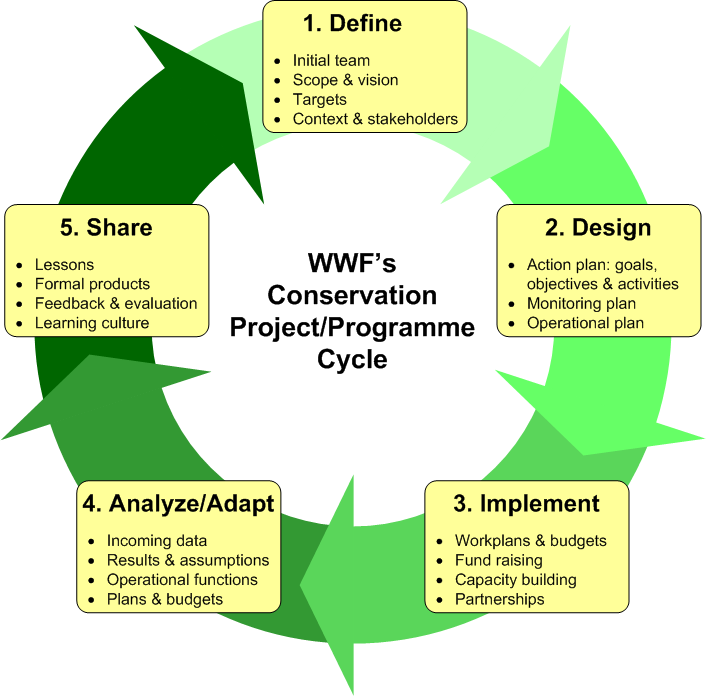 1. Define
• Initial team
• Scope & vision
• Targets
• Context & stakeholders
2. Design
• Action plan: goals,
objectives & activities
• Monitoring plan
• Operational plan
3. Implement
• Workplans & budgets
• Fund raising
• Capacity building
• Partnerships
4. Analyze/Adapt
• Incoming data
• Results & assumptions
• Operational functions
• Plans & budgets
5. Share
• Lessons
• Formal products
• Feedback & evaluation
• Learning culture
WWF’s
Conservation
Project/Programme
Cycle